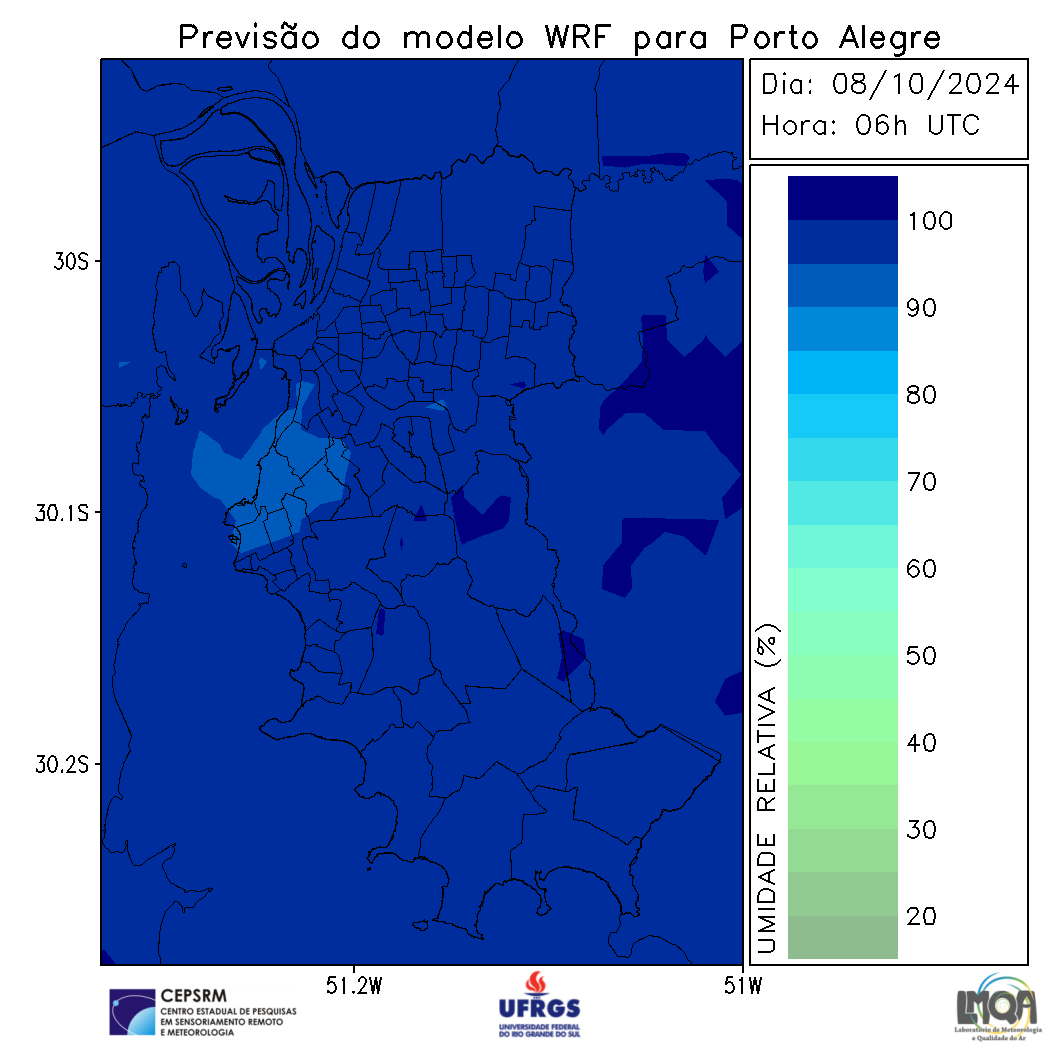 Previsão do modelo WRF para Porto Alegre
Dia: 08/10/2024
Hora: 06h UTC
30S
30.1S
30.2S
51.2W
51W
UMIDADE RELATIVA (%)
100
90
80
70
60
50
40
30
20
CEPSRM
CENTRO ESTADUAL DE PESQUISAS
EM SENSORIAMENTO REMOTO
E METEOROLOGIA
UFRGS
UNIVERSIDADE FEDERAL
DO RIO GRANDE DO SUL
LMQA
Laboratório de Meteorologia
e Qualidade do Ar